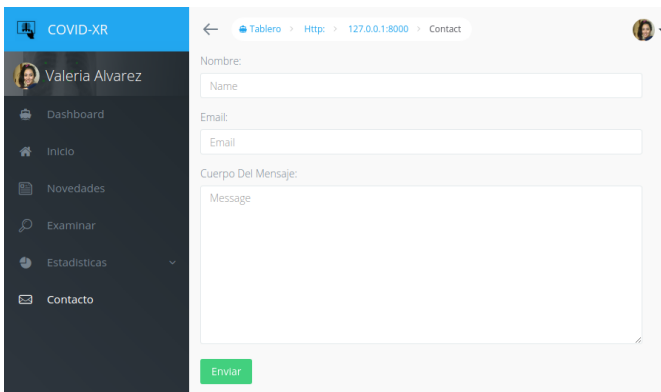 COVID-XR
Tablero > Http: > 127.0.0.1:8000 > Contact
Valeria Alvarez
Dashboard
Inicio
Novedades
Examinar
Estadisticas
Contacto
Nombre:
Name
Email:
Email
Cuerpo Del Mensaje:
Message
Enviar